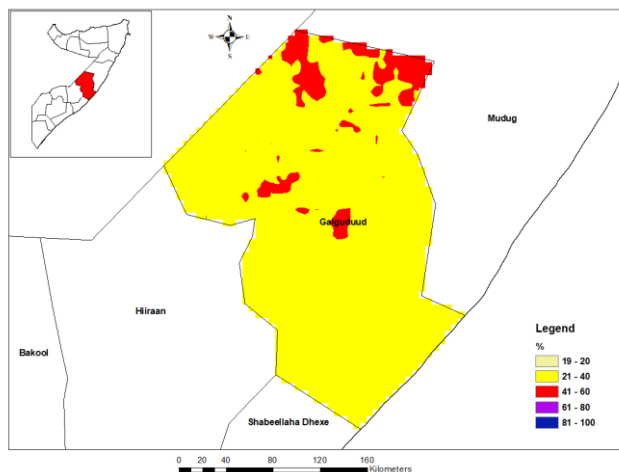 N
W E
S
Mudug
Galguduud
Hiiraan
Bakool
Shabeellaha Dhexe
Legend
%
19 - 20
21 - 40
41 - 60
61 - 80
81 - 100
0 20 40 80 120 160
Kilometers